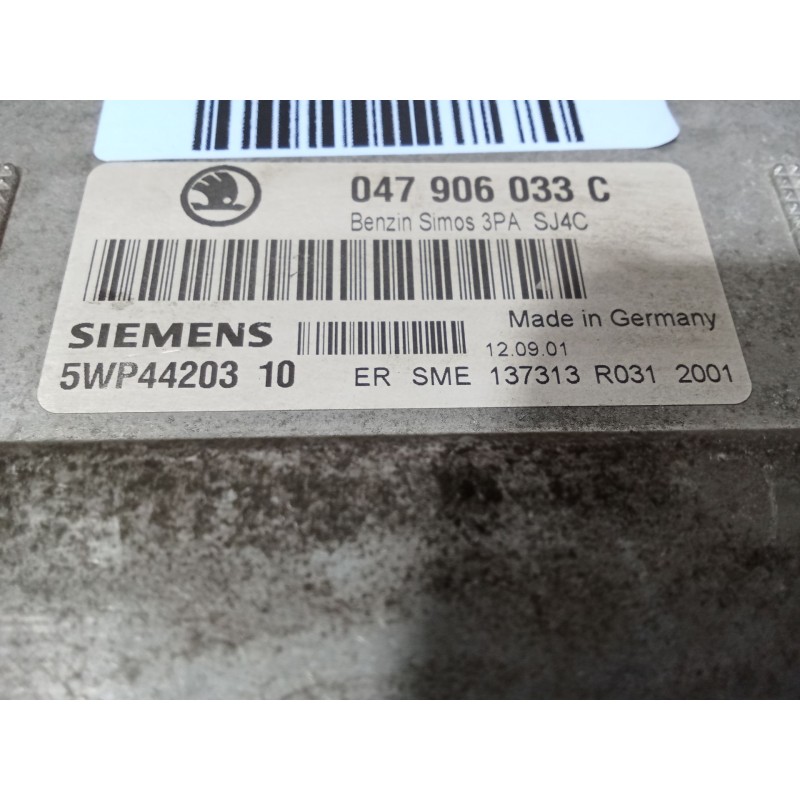 047 906 033 C
Benzin Simos 3PA SJ4C
Made in Germany
SIEMENS
12.09.01
5WP44203 10 ER SME 137313 R031 2001